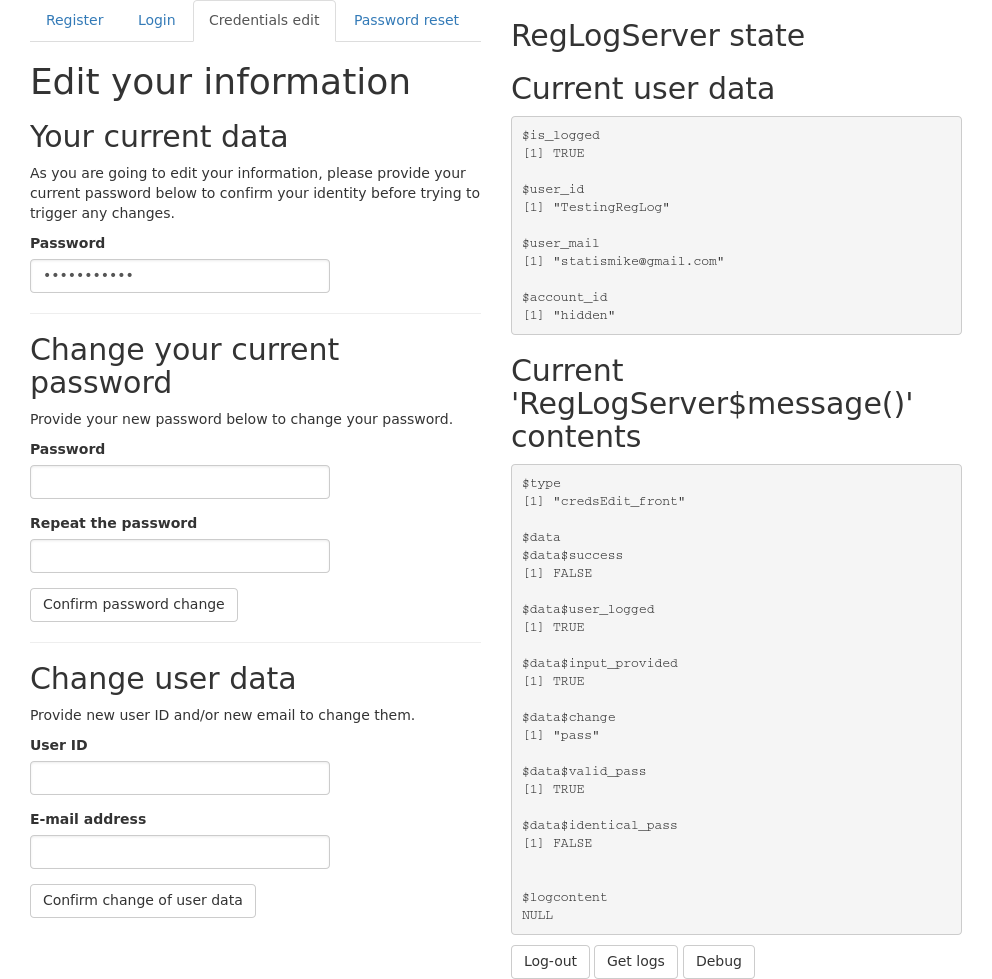 Register Login Credentials edit Password reset
Edit your information
Your current data
As you are going to edit your information, please provide your
current password below to confirm your identity before trying to
trigger any changes.
Password
•••••••••••
Change your current
password
Provide your new password below to change your password.
Password
Repeat the password
Confirm password change
Change user data
Provide new user ID and/or new email to change them.
User ID
E-mail address
Confirm change of user data
RegLogServer state
Current user data
$is_logged
[1] TRUE
$user_id
[1] "TestingRegLog"
$user_mail
[1] "statismike@gmail.com"
$account_id
[1] "hidden"
Current
'RegLogServer$message()'
contents
$type
[1] "credsEdit_front"
$data
$data$success
[1] FALSE
$data$user_logged
[1] TRUE
$data$input_provided
[1] TRUE
$data$change
[1] "pass"
$data$valid_pass
[1] TRUE
$data$identical_pass
[1] FALSE
$logcontent
NULL
Log-out Get logs Debug